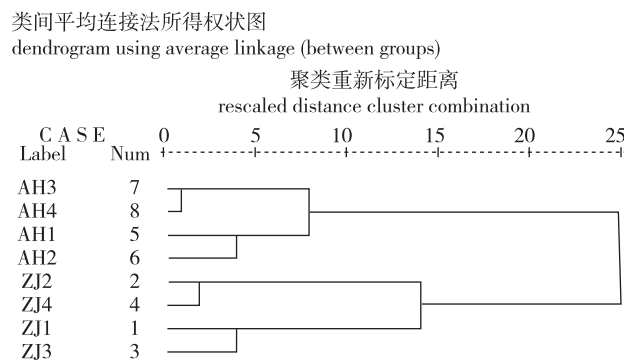 类间平均连接法所得权状图
dendrogram using average linkage (between groups)
聚类重新标定距离
rescaled distance cluster combination
CASE 0 5 10 15 20 25
Label Num
AH3 7
AH4 8
AH1 5
AH2 6
ZJ2 2
ZJ4 4
ZJ1 1
ZJ3 3